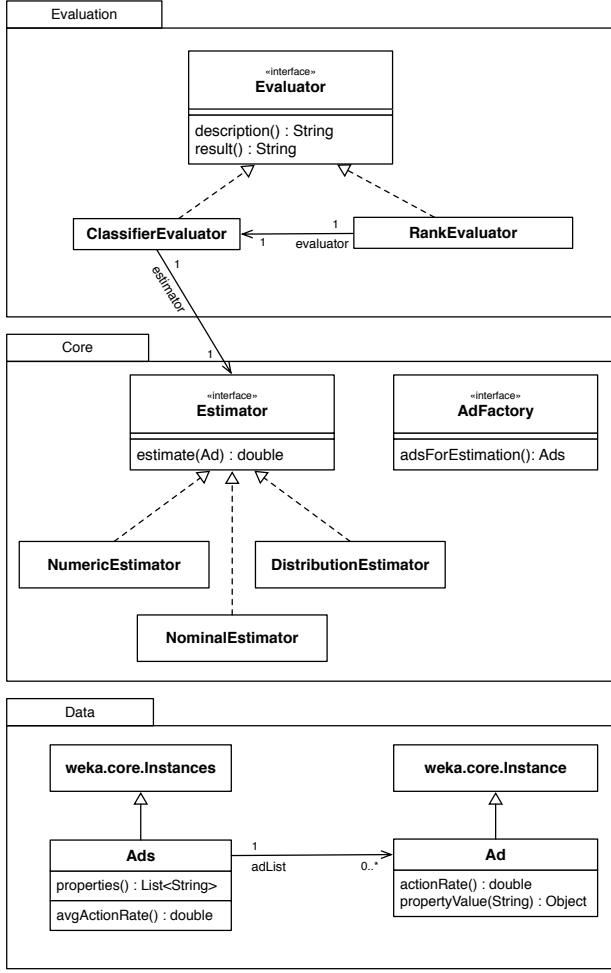 Evaluation
«interface»
Evaluator
description() : String
result() : String
ClassifierEvaluator
1
1
evaluator
RankEvaluator
1
estimator
1
Core
«interface»
Estimator
estimate(Ad) : double
«interface»
AdFactory
adsForEstimation(): Ads
NumericEstimator
DistributionEstimator
NominalEstimator
Data
weka.core.Instances
weka.core.Instance
Ads
properties() : List<String>
avgActionRate() : double
1
adList
0..*
Ad
actionRate() : double
propertyValue(String) : Object